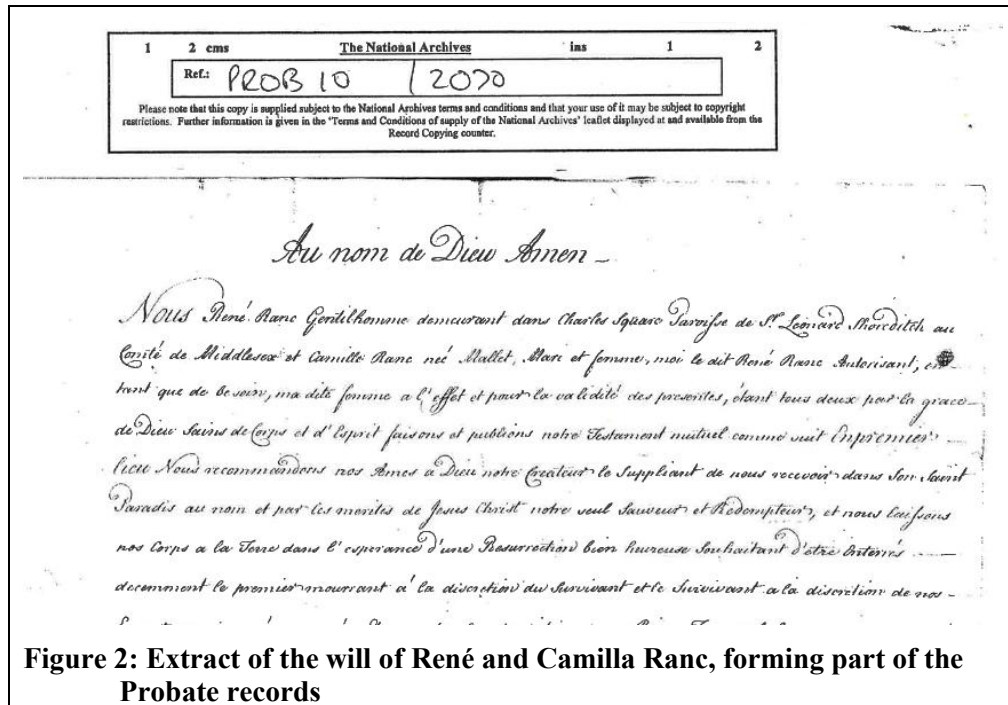 1 2 cms The National Archives ins 1 2
Ref.: PROB 10 / 2070
Please note that this copy is supplied subject to the National Archives terms and conditions and that your use of it may be subject to copyright
restrictions. Further information is given in the 'Terms and Conditions of supply of the National Archives' leaflet displayed at and available from the
Record Copying counter.
Au nom de Dieu Amen
Nous René Ranc Gentilhomme demeurant dans Charles Square Paroisse de St. Leonard Shoreditch au
Comté de Middlesex et Camille Ranc neé Mallet, Mare et femme, moi le dit René Ranc Autorisant, en
tant que de besoin, ma dite femme a l'effet et pour la validité des presentes, étant tous deux par la grace
de Dieu Sains de Corps et d'Esprit faisons et publions notre Testament mutuel comme suit Enpremier
lieu Nous recommandons nos Ames a Dieu notre Createur le Suppliant de nous recevoir dans Son Saint
Paradis au nom et par les merites de Jesus Christ notre seul Sauveur et Redempteur, et nous laissons
nos Corps a la Terre dans l'esperance d'une Resurrection bien heureuse Souhaitant d'être Enterrés
decemment le premier mourrant á la discretion du Survivant et le Survivant a la discretion de nos
Figure 2: Extract of the will of René and Camilla Ranc, forming part of the
Probate records